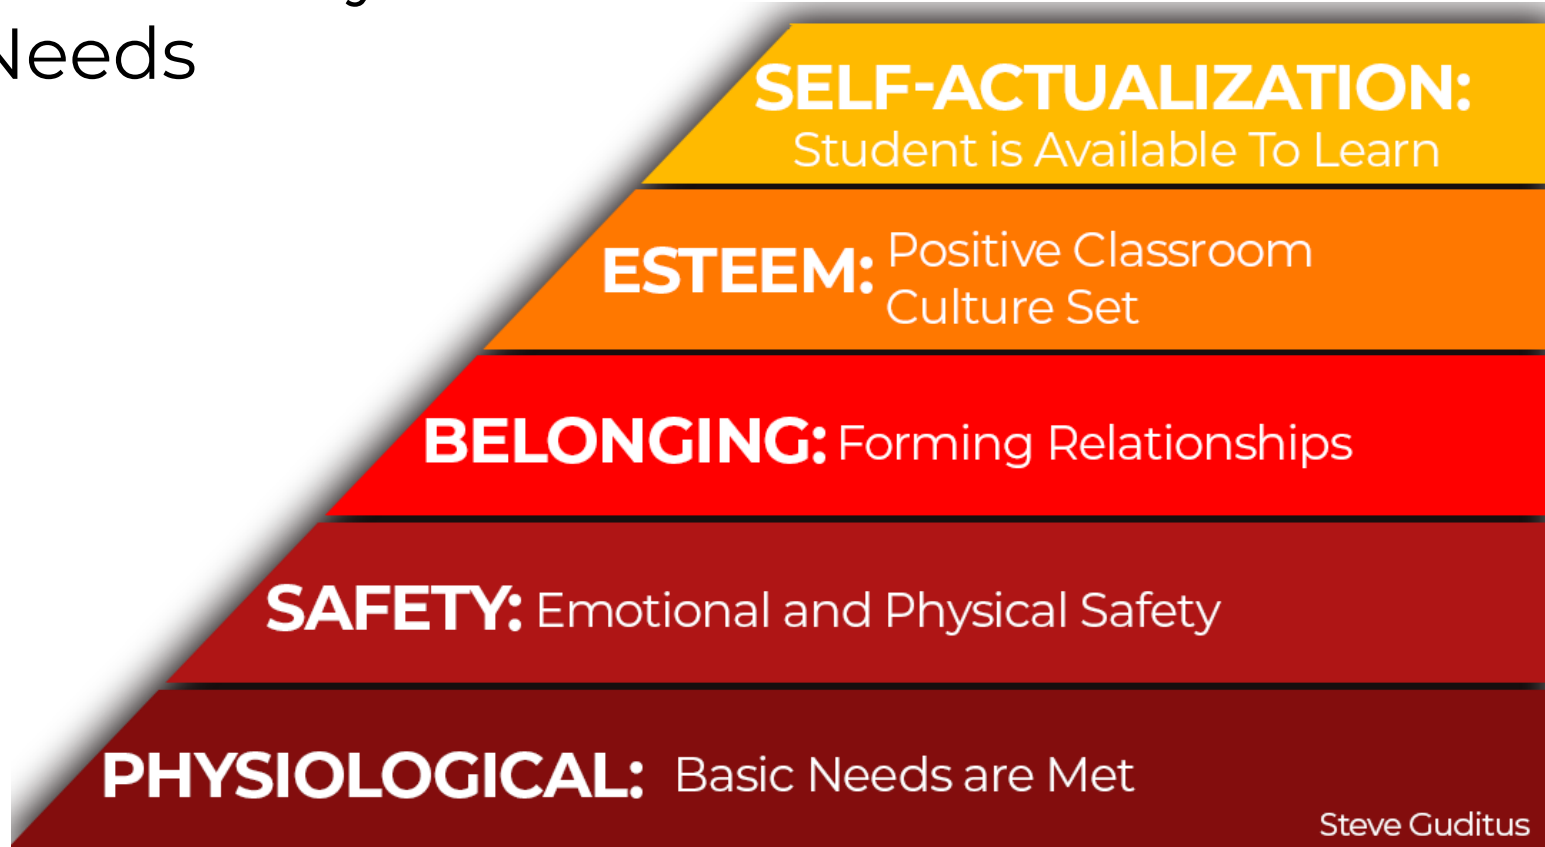 Needs
SELF-ACTUALIZATION:
Student is Available To Learn
ESTEEM: Positive Classroom
Culture Set
BELONGING: Forming Relationships
SAFETY: Emotional and Physical Safety
PHYSIOLOGICAL: Basic Needs are Met
Steve Guditus